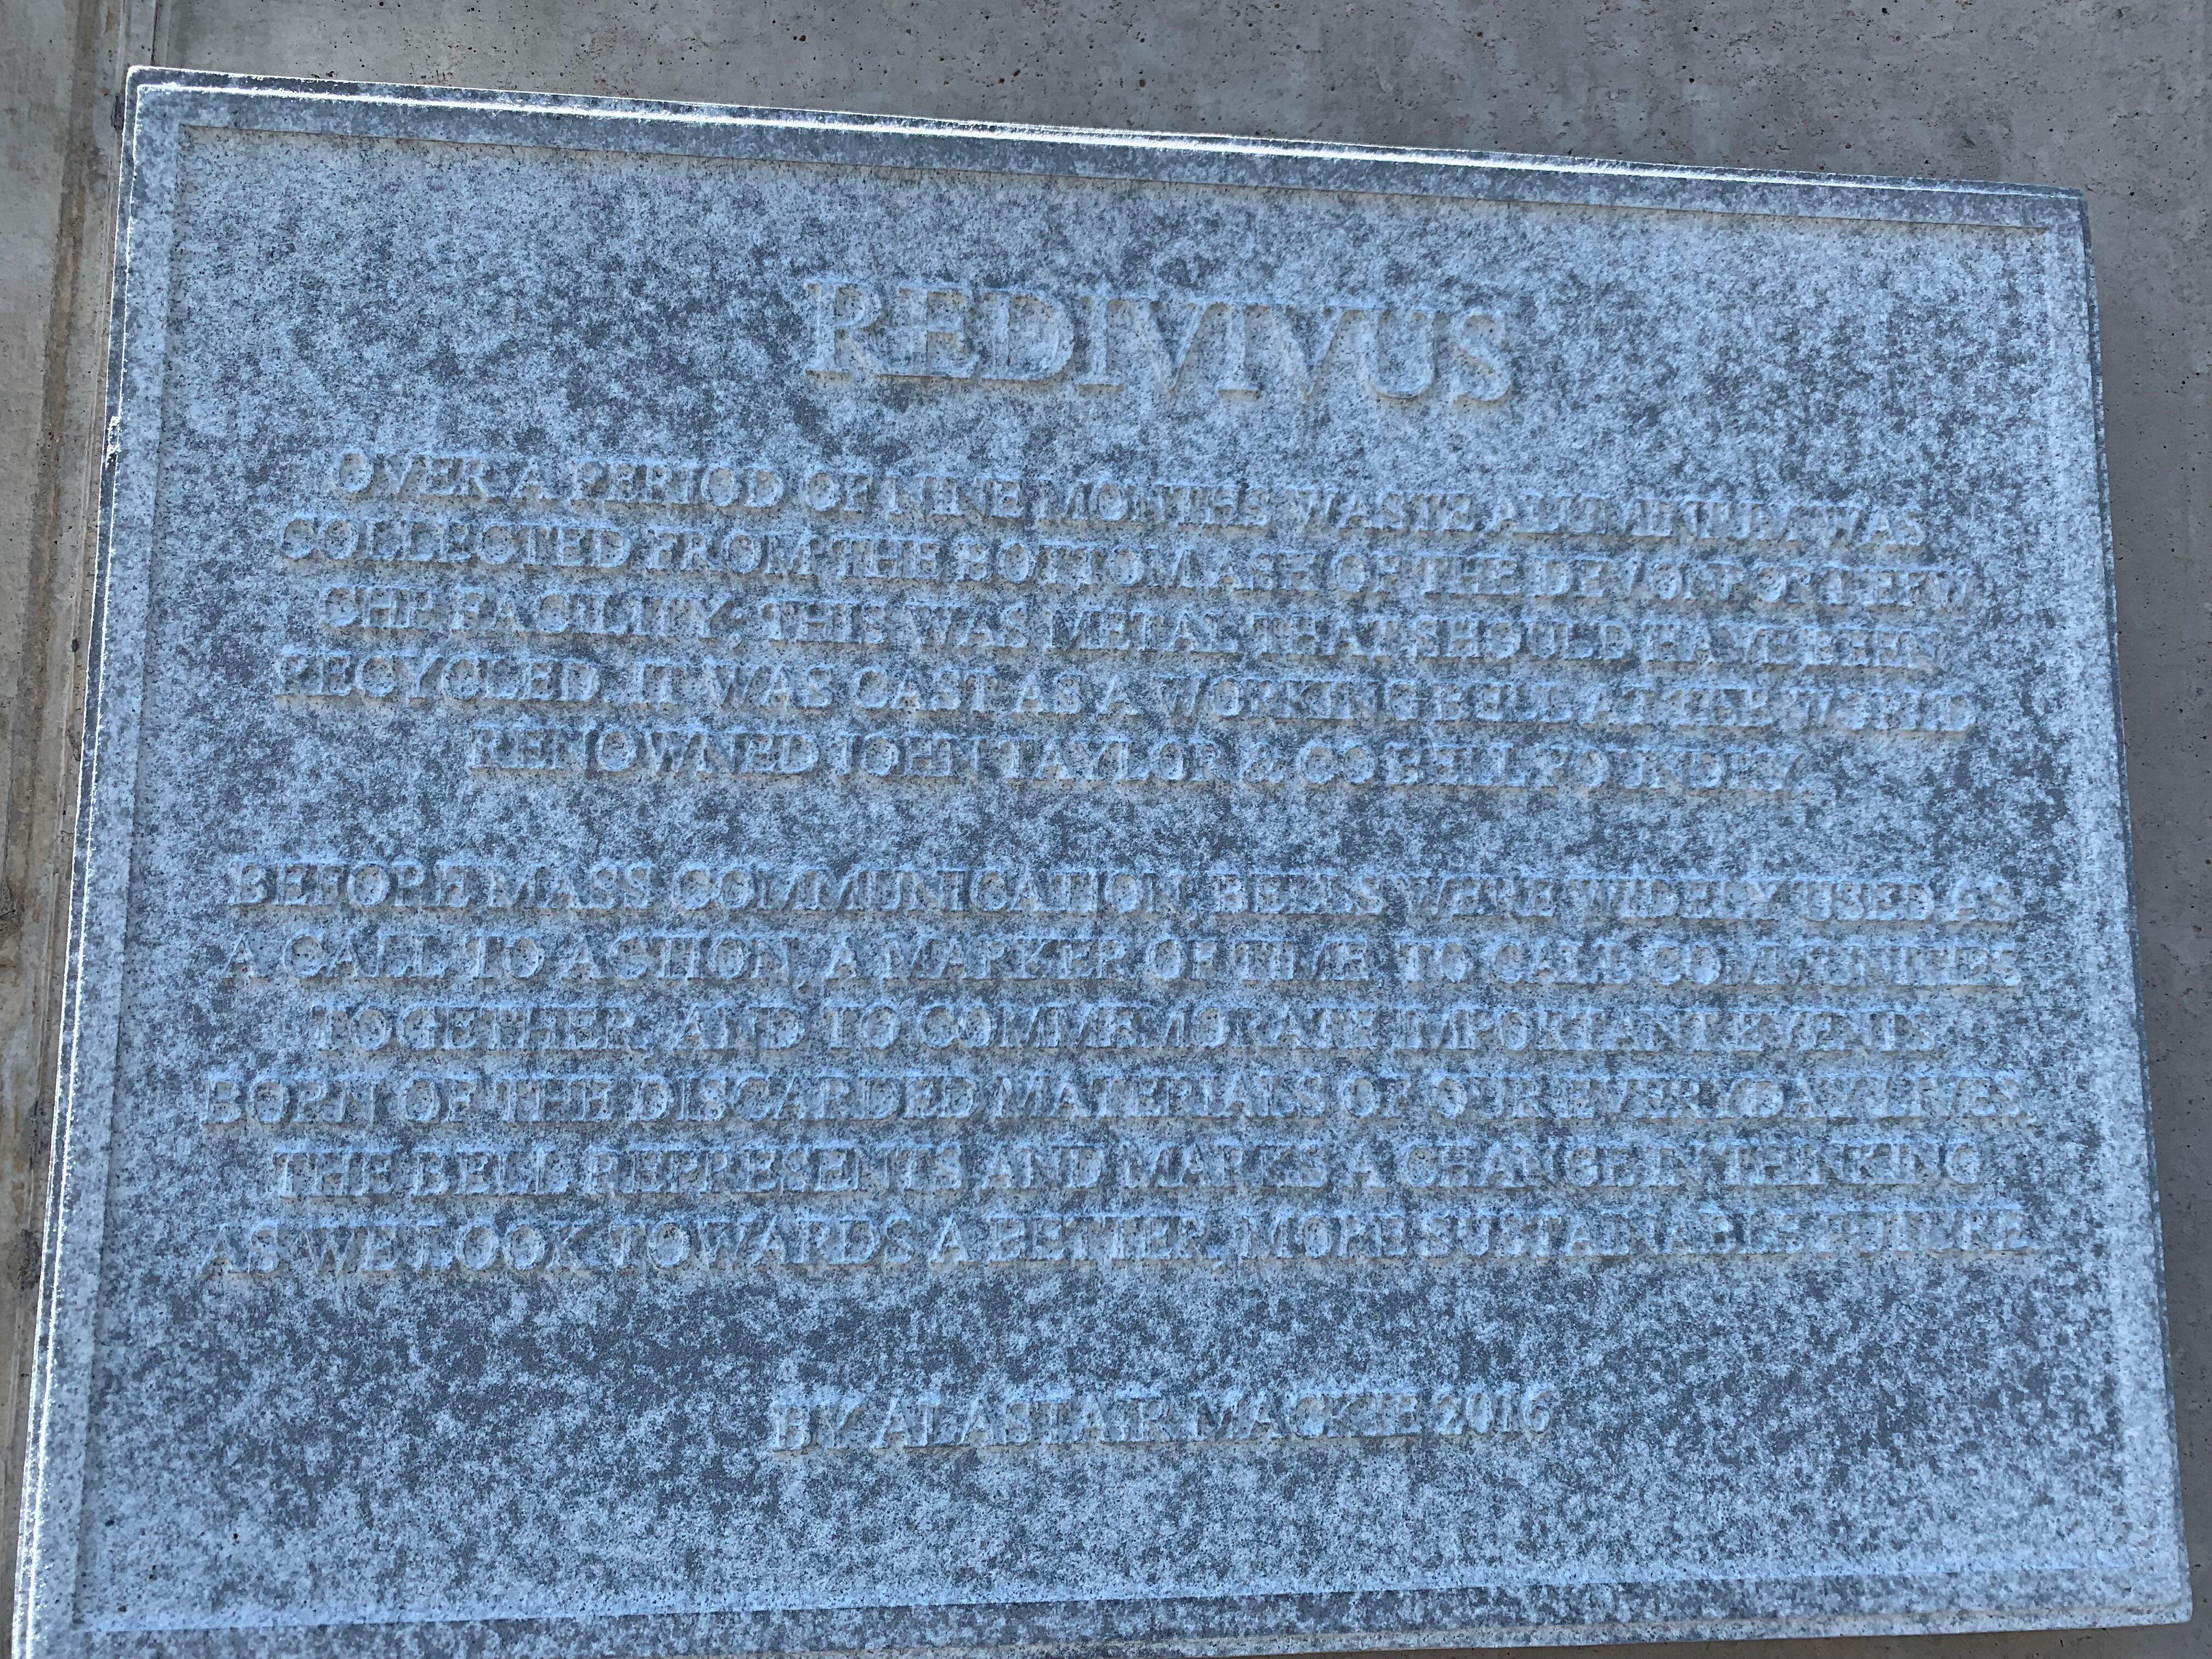 REDIVIVUS
OVER A PERIOD OF NINE MONTHS WASTE ALUMINIUM WAS
COLLECTED FROM THE BOTTOM ASH OF THE DEVONPORT EFW
CHP FACILITY; THIS WAS METAL THAT SHOULD HAVE BEEN
RECYCLED. IT WAS CAST AS A WORKING BELL AT THE WORLD
RENOWNED JOHN TAYLOR & CO BELL FOUNDRY.
BEFORE MASS COMMUNICATION BELLS WERE WIDELY USED AS
A CALL TO ACTION, A MARKER OF TIME, TO CALL COMMUNITIES
TOGETHER, AND TO COMMEMORATE IMPORTANT EVENTS.
BORN OF THE DISCARDED MATERIALS OF OUR EVERYDAY LIVES,
THE BELL REPRESENTS AND MARKS A CHANGE IN THINKING
AS WE LOOK TOWARDS A BETTER, MORE SUSTAINABLE FUTURE.
BY ALASTAIR MACKIE 2016